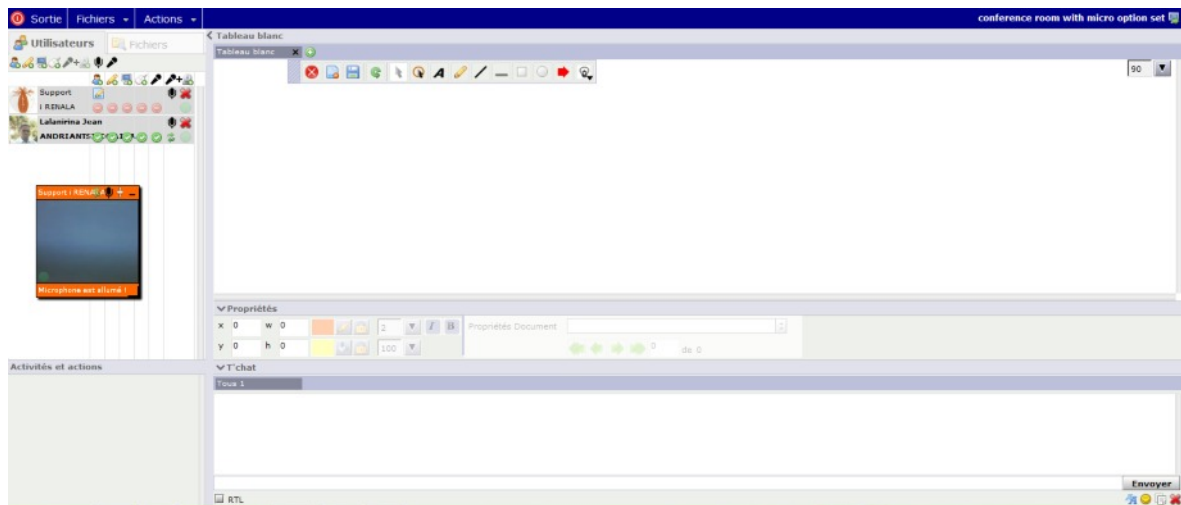 Sortie Fichiers Actions conference room with micro option set
Utilisateurs Fichiers
Tableau blanc
Tableau blanc
90
Support
i RENALA
Lalanirina Jean
Support i RENALA
Microphone est allumé !
Propriétés
x 0 w 0 2 I B Propriétés Document
y 0 h 0 100 0 de 0
Activités et actions
T'chat
Tous 1
Envoyer
RTL